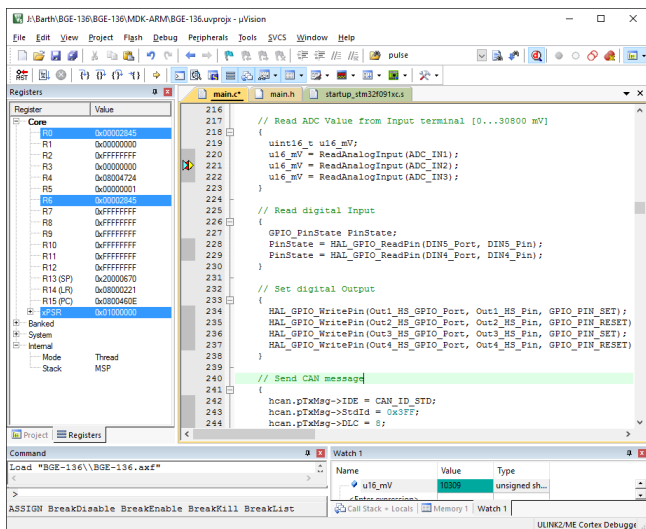 J:\Barth\BGE-136\BGE-136\MDK-ARM\BGE-136.uvprojx - µVision
File Edit View Project Flash Debug Peripherals Tools SVCS Window Help
pulse
RST
Registers
main.c* main.h startup_stm32f091xc.s
Register Value
Core
R0 0x00002845
R1 0x00000000
R2 0xFFFFFFFF
R3 0x00000000
R4 0x08004724
R5 0x00000001
R6 0x00002845
R7 0xFFFFFFFF
R8 0xFFFFFFFF
R9 0xFFFFFFFF
R10 0xFFFFFFFF
R11 0xFFFFFFFF
R12 0xFFFFFFFF
R13 (SP) 0x20000670
R14 (LR) 0x08000221
R15 (PC) 0x0800460E
xPSR 0x01000000
Banked
System
Internal
Mode Thread
Stack MSP
Project Registers
216
217 // Read ADC Value from Input terminal [0...30800 mV]
218 {
219 uint16_t u16_mV;
220 u16_mV = ReadAnalogInput(ADC_IN1);
221 u16_mV = ReadAnalogInput(ADC_IN2);
222 u16_mV = ReadAnalogInput(ADC_IN3);
223 }
224
225 // Read digital Input
226 {
227 GPIO_PinState PinState;
228 PinState = HAL_GPIO_ReadPin(DIN5_Port, DIN5_Pin);
229 PinState = HAL_GPIO_ReadPin(DIN4_Port, DIN4_Pin);
230 }
231
232 // Set digital Output
233 {
234 HAL_GPIO_WritePin(Out1_HS_GPIO_Port, Out1_HS_Pin, GPIO_PIN_SET);
235 HAL_GPIO_WritePin(Out2_HS_GPIO_Port, Out2_HS_Pin, GPIO_PIN_RESET)
236 HAL_GPIO_WritePin(Out3_HS_GPIO_Port, Out3_HS_Pin, GPIO_PIN_SET);
237 HAL_GPIO_WritePin(Out4_HS_GPIO_Port, Out4_HS_Pin, GPIO_PIN_RESET)
238 }
239
240 // Send CAN message
241 {
242 hcan.pTxMsg->IDE = CAN_ID_STD;
243 hcan.pTxMsg->StdId = 0x3FF;
244 hcan.pTxMsg->DLC = 8;
Command
Load "BGE-136\\BGE-136.axf"
>
ASSIGN BreakDisable BreakEnable BreakKill BreakList
Watch 1
Name Value Type
u16_mV 10309 unsigned sh...
<Enter expression>
Call Stack + Locals Memory 1 Watch 1
ULINK2/ME Cortex Debugge